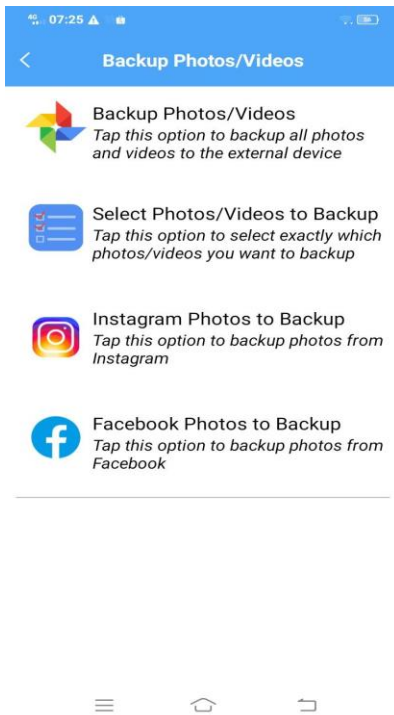 4G 07:25
Backup Photos/Videos
Backup Photos/Videos
Tap this option to backup all photos
and videos to the external device
Select Photos/Videos to Backup
Tap this option to select exactly which
photos/videos you want to backup
Instagram Photos to Backup
Tap this option to backup photos from
Instagram
Facebook Photos to Backup
Tap this option to backup photos from
Facebook